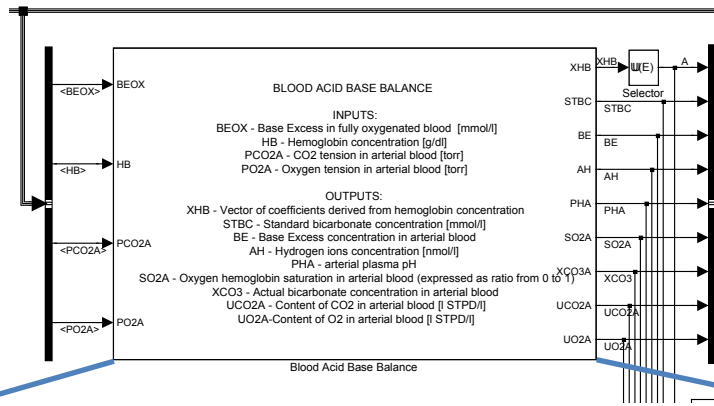 XHB
XHB
U(E)
A
Selector
BEOX
<BEOX>
BLOOD ACID BASE BALANCE
STBC
STBC
INPUTS:
BEOX - Base Excess in fully oxygenated blood  [mmol/l]
HB - Hemoglobin concentration [g/dl]
PCO2A - CO2 tension in arterial blood [torr]
PO2A - Oxygen tension in arterial blood [torr]
BE
BE
HB
<HB>
AH
AH
OUTPUTS:
XHB - Vector of coefficients derived from hemoglobin concentration
STBC - Standard bicarbonate concentration [mmol/l]
BE - Base Excess concentration in arterial blood
AH - Hydrogen ions concentration [nmol/l]
PHA - arterial plasma pH
SO2A - Oxygen hemoglobin saturation in arterial blood (expressed as ratio from 0 to 1)
XCO3 - Actual bicarbonate concentration in arterial blood
UCO2A - Content of CO2 in arterial blood [l STPD/l]
UO2A-Content of O2 in arterial blood [l STPD/l]
PHA
PHA
PCO2A
<PCO2A>
SO2A
SO2A
XCO3A
XCO3
UCO2A
UCO2A
PO2A
<PO2A>
UO2A
UO2A
Blood Acid Base Balance